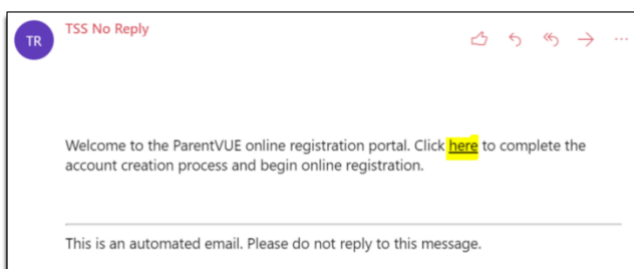 TR
TSS No Reply
Welcome to the ParentVUE online registration portal. Click here to complete the
account creation process and begin online registration.
This is an automated email. Please do not reply to this message.